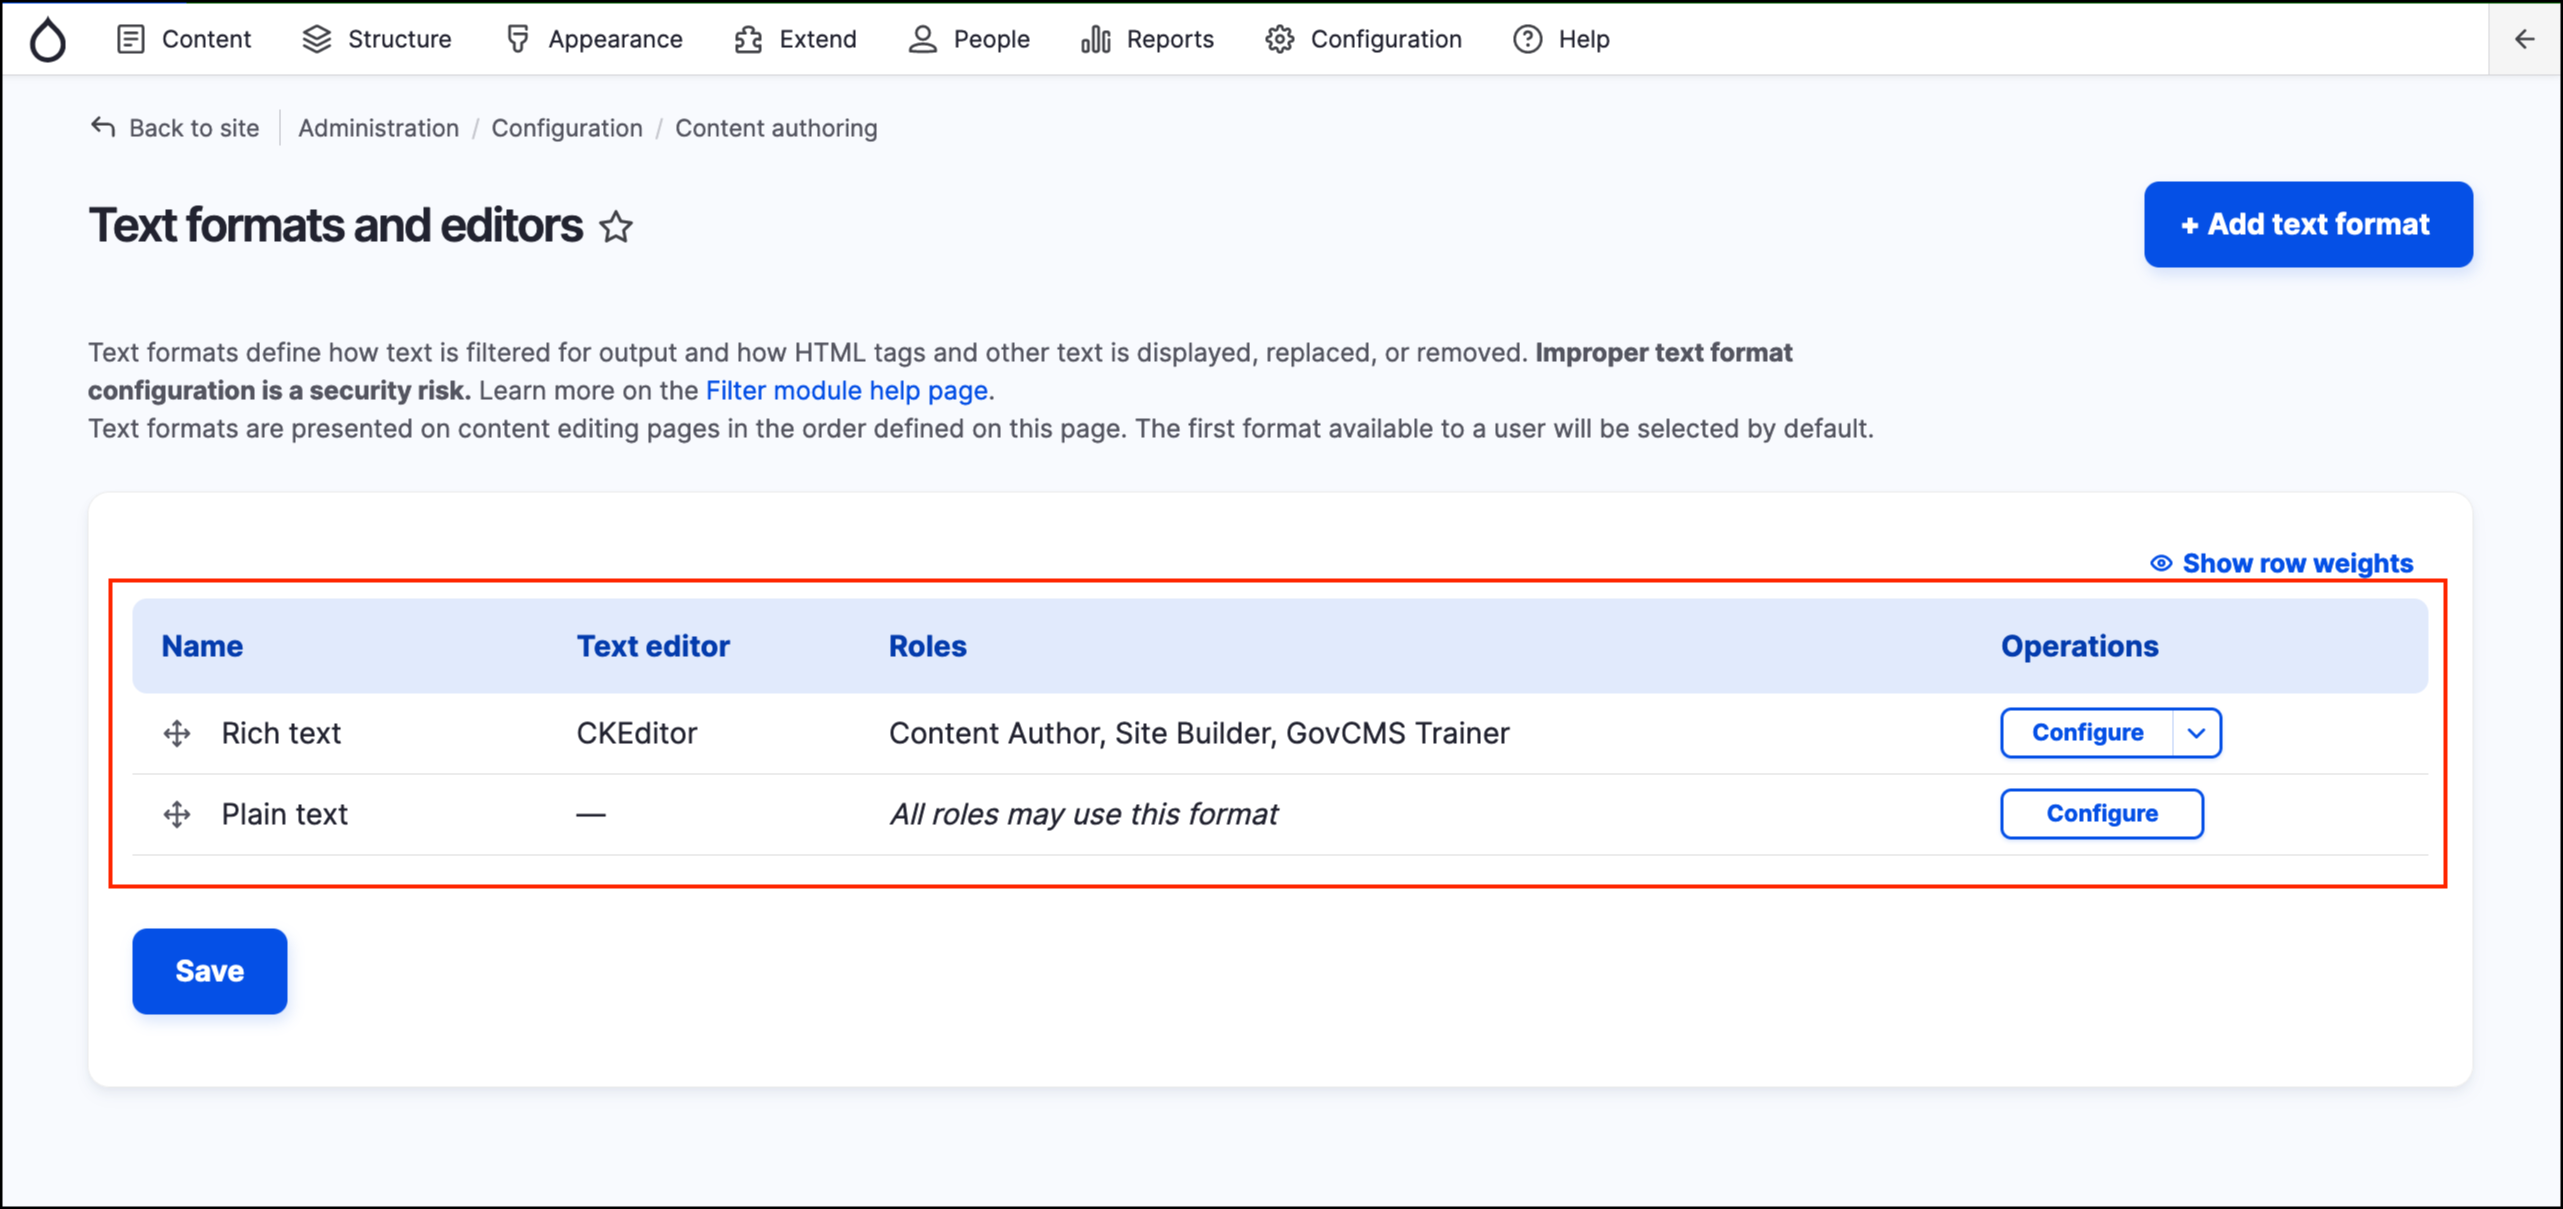 Content Structure Appearance Extend People Reports Configuration Help
Back to site Administration / Configuration / Content authoring
Text formats and editors
+ Add text format
Text formats define how text is filtered for output and how HTML tags and other text is displayed, replaced, or removed. Improper text format
configuration is a security risk. Learn more on the Filter module help page.
Text formats are presented on content editing pages in the order defined on this page. The first format available to a user will be selected by default.
Show row weights
Name Text editor Roles Operations
Rich text CKEditor Content Author, Site Builder, GovCMS Trainer Configure
Plain text — All roles may use this format Configure
Save